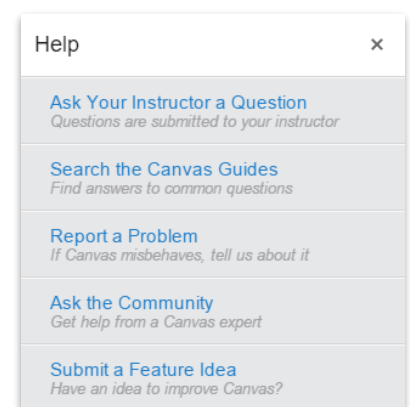 Help ×
Ask Your Instructor a Question
Questions are submitted to your instructor
Search the Canvas Guides
Find answers to common questions
Report a Problem
If Canvas misbehaves, tell us about it
Ask the Community
Get help from a Canvas expert
Submit a Feature Idea
Have an idea to improve Canvas?